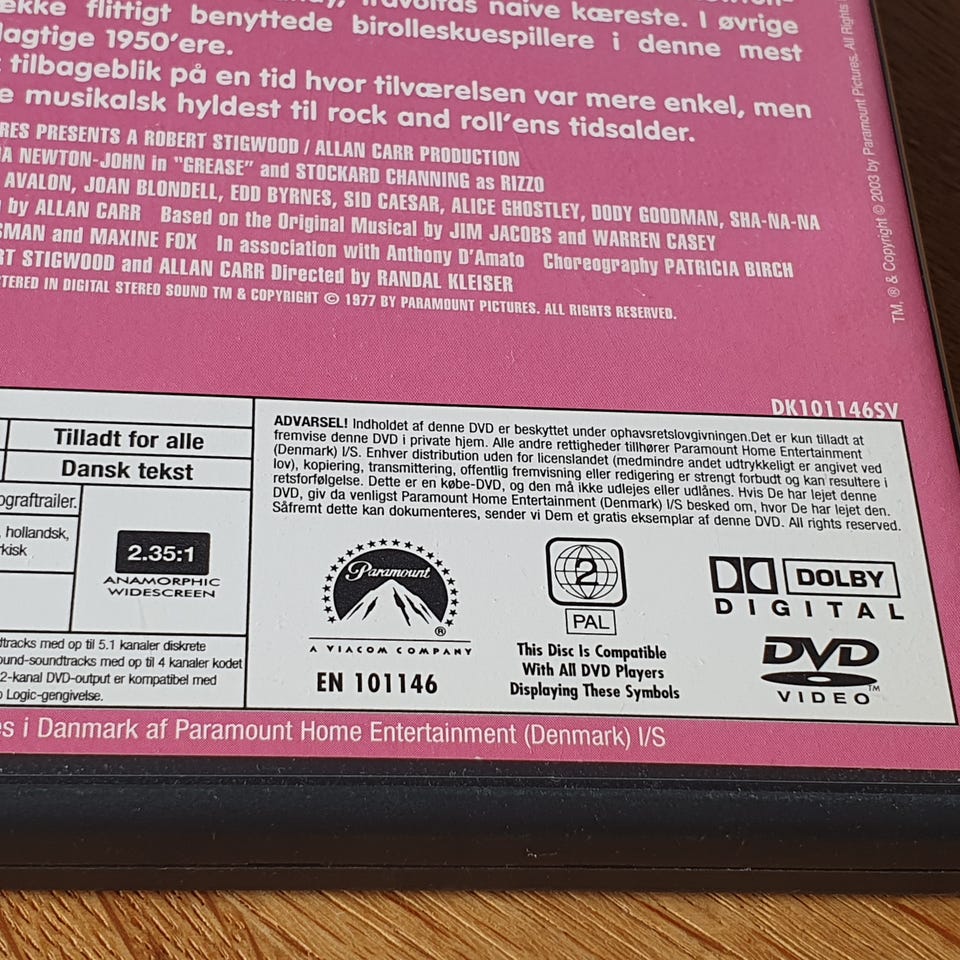 travoltas naive kæreste. I øvrige
flittigt benyttede birolleskuespillere i denne mest
1950'ere.
tilbageblik på en tid hvor tilværelsen var mere enkel, men
e musikalsk hyldest til rock and roll'ens tidsalder.
RES PRESENTS A ROBERT STIGWOOD / ALLAN CARR PRODUCTION
IA NEWTON-JOHN in "GREASE" and STOCKARD CHANNING as RIZZO
AVALON, JOAN BLONDELL, EDD BYRNES, SID CAESAR, ALICE GHOSTLEY, DODY GOODMAN, SHA-NA-NA
by ALLAN CARR Based on the Original Musical by JIM JACOBS and WARREN CASEY
SMAN and MAXINE FOX In association with Anthony D'Amato Choreography PATRICIA BIRCH
RT STIGWOOD and ALLAN CARR Directed by RANDAL KLEISER
TERED IN DIGITAL STEREO SOUND TM & COPYRIGHT © 1977 BY PARAMOUNT PICTURES. ALL RIGHTS RESERVED.
TM, ® & Copyright © 2003 by Paramount Pictures. All Rights
DK101146SV
Tilladt for alle
Dansk tekst
ograftrailer.
, hollandsk,
rkisk
2.35:1
ANAMORPHIC
WIDESCREEN
dtracks med op til 5.1 kanaler diskrete
und-soundtracks med op til 4 kanaler kodet
2-kanal DVD-output er kompatibel med
o Logic-gengivelse.
ADVARSEL! Indholdet af denne DVD er beskyttet under ophavsretslovgivningen.Det er kun tilladt at
fremvise denne DVD i private hjem. Alle andre rettigheder tilhører Paramount Home Entertainment
(Denmark) I/S. Enhver distribution uden for licenslandet (medmindre andet udtrykkeligt er angivet ved
lov), kopiering, transmittering, offentlig fremvisning eller redigering er strengt forbudt og kan resultere i
retsforfølgelse. Dette er en købe-DVD, og den må ikke udlejes eller udlånes. Hvis De har lejet denne
DVD, giv da venligst Paramount Home Entertainment (Denmark) I/S besked om, hvor De har lejet den.
Såfremt dette kan dokumenteres, sender vi Dem et gratis eksemplar af denne DVD. All rights reserved.
Paramount
®
A VIACOM COMPANY
EN 101146
2
PAL
This Disc Is Compatible
With All DVD Players
Displaying These Symbols
DOLBY
DIGITAL
DVD
VIDEO TM
es i Danmark af Paramount Home Entertainment (Denmark) I/S